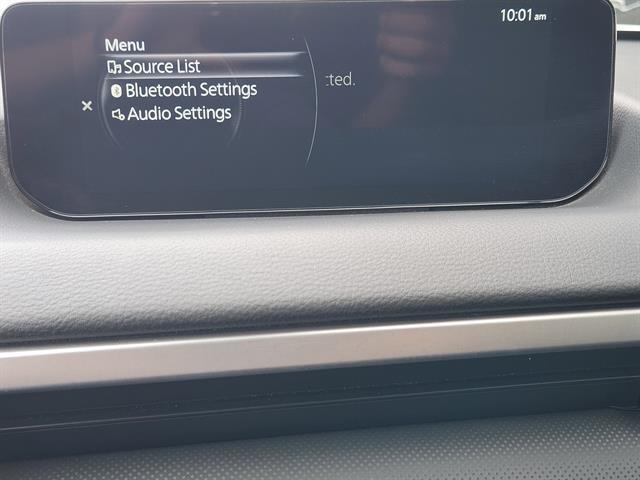 10:01 am
Menu
Source List
Bluetooth Settings
Audio Settings
ted.